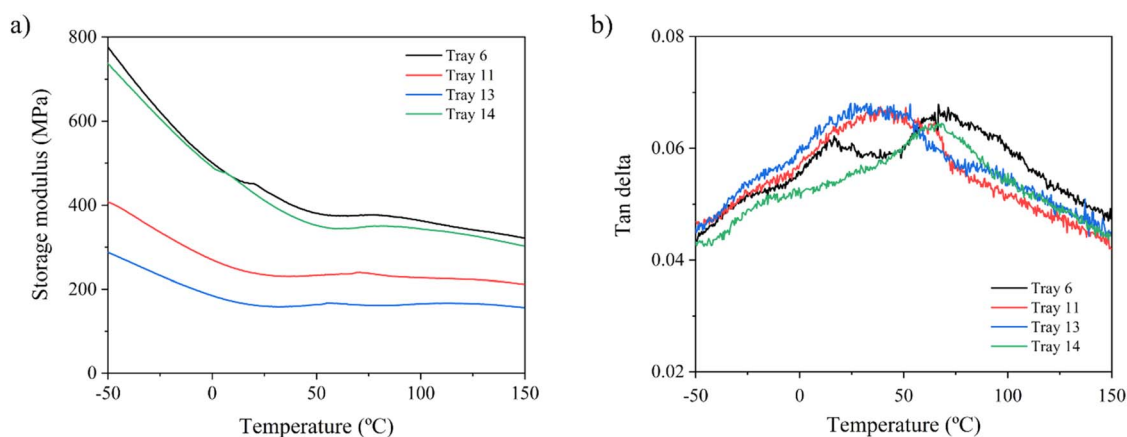 a)
Storage modulus (MPa)
800
600
400
200
0
-50
0
50
100
150
Temperature (ºC)
Tray 6
Tray 11
Tray 13
Tray 14
b)
Tan delta
0.08
0.06
0.04
0.02
-50
0
50
100
150
Temperature (ºC)
Tray 6
Tray 11
Tray 13
Tray 14